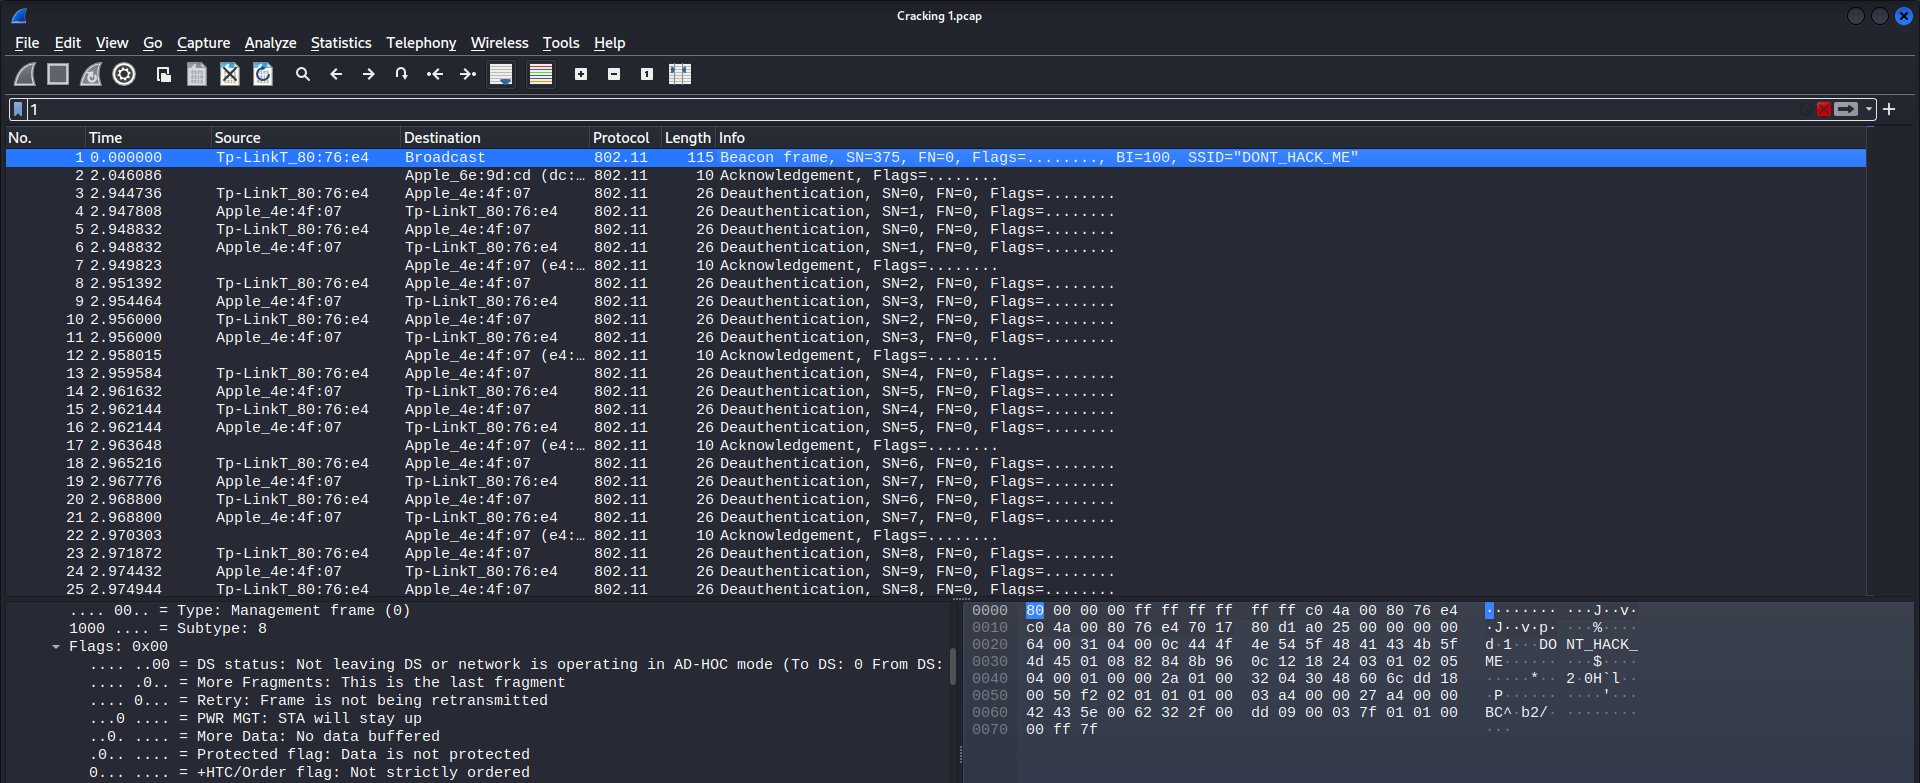 Cracking 1.pcap
File Edit View Go Capture Analyze Statistics Telephony Wireless Tools Help
1
No. Time Source Destination Protocol Length Info
1 0.000000 Tp-LinkT_80:76:e4 Broadcast 802.11 115 Beacon frame, SN=375, FN=0, Flags=........, BI=100, SSID="DONT_HACK_ME"
2 2.046086 Apple_6e:9d:cd (dc:… 802.11 10 Acknowledgement, Flags=........
3 2.944736 Tp-LinkT_80:76:e4 Apple_4e:4f:07 802.11 26 Deauthentication, SN=0, FN=0, Flags=........
4 2.947808 Apple_4e:4f:07 Tp-LinkT_80:76:e4 802.11 26 Deauthentication, SN=1, FN=0, Flags=........
5 2.948832 Tp-LinkT_80:76:e4 Apple_4e:4f:07 802.11 26 Deauthentication, SN=0, FN=0, Flags=........
6 2.948832 Apple_4e:4f:07 Tp-LinkT_80:76:e4 802.11 26 Deauthentication, SN=1, FN=0, Flags=........
7 2.949823 Apple_4e:4f:07 (e4:… 802.11 10 Acknowledgement, Flags=........
8 2.951392 Tp-LinkT_80:76:e4 Apple_4e:4f:07 802.11 26 Deauthentication, SN=2, FN=0, Flags=........
9 2.954464 Apple_4e:4f:07 Tp-LinkT_80:76:e4 802.11 26 Deauthentication, SN=3, FN=0, Flags=........
10 2.956000 Tp-LinkT_80:76:e4 Apple_4e:4f:07 802.11 26 Deauthentication, SN=2, FN=0, Flags=........
11 2.956000 Apple_4e:4f:07 Tp-LinkT_80:76:e4 802.11 26 Deauthentication, SN=3, FN=0, Flags=........
12 2.958015 Apple_4e:4f:07 (e4:… 802.11 10 Acknowledgement, Flags=........
13 2.959584 Tp-LinkT_80:76:e4 Apple_4e:4f:07 802.11 26 Deauthentication, SN=4, FN=0, Flags=........
14 2.961632 Apple_4e:4f:07 Tp-LinkT_80:76:e4 802.11 26 Deauthentication, SN=5, FN=0, Flags=........
15 2.962144 Tp-LinkT_80:76:e4 Apple_4e:4f:07 802.11 26 Deauthentication, SN=4, FN=0, Flags=........
16 2.962144 Apple_4e:4f:07 Tp-LinkT_80:76:e4 802.11 26 Deauthentication, SN=5, FN=0, Flags=........
17 2.963648 Apple_4e:4f:07 (e4:… 802.11 10 Acknowledgement, Flags=........
18 2.965216 Tp-LinkT_80:76:e4 Apple_4e:4f:07 802.11 26 Deauthentication, SN=6, FN=0, Flags=........
19 2.967776 Apple_4e:4f:07 Tp-LinkT_80:76:e4 802.11 26 Deauthentication, SN=7, FN=0, Flags=........
20 2.968800 Tp-LinkT_80:76:e4 Apple_4e:4f:07 802.11 26 Deauthentication, SN=6, FN=0, Flags=........
21 2.968800 Apple_4e:4f:07 Tp-LinkT_80:76:e4 802.11 26 Deauthentication, SN=7, FN=0, Flags=........
22 2.970303 Apple_4e:4f:07 (e4:… 802.11 10 Acknowledgement, Flags=........
23 2.971872 Tp-LinkT_80:76:e4 Apple_4e:4f:07 802.11 26 Deauthentication, SN=8, FN=0, Flags=........
24 2.974432 Apple_4e:4f:07 Tp-LinkT_80:76:e4 802.11 26 Deauthentication, SN=9, FN=0, Flags=........
25 2.974944 Tp-LinkT_80:76:e4 Apple_4e:4f:07 802.11 26 Deauthentication, SN=8, FN=0, Flags=........
.... 00.. = Type: Management frame (0)
1000 .... = Subtype: 8
Flags: 0x00
.... ..00 = DS status: Not leaving DS or network is operating in AD-HOC mode (To DS: 0 From DS:
.... .0.. = More Fragments: This is the last fragment
.... 0... = Retry: Frame is not being retransmitted
...0 .... = PWR MGT: STA will stay up
..0. .... = More Data: No data buffered
.0.. .... = Protected flag: Data is not protected
0... .... = +HTC/Order flag: Not strictly ordered
0000 80 00 00 00 ff ff ff ff ff ff c0 4a 00 80 76 e4 ········ ···J··v·
0010 c0 4a 00 80 76 e4 70 17 80 d1 a0 25 00 00 00 00 ·J··v·p· ···%····
0020 64 00 31 04 00 0c 44 4f 4e 54 5f 48 41 43 4b 5f d·1···DO NT_HACK_
0030 4d 45 01 08 82 84 8b 96 0c 12 18 24 03 01 02 05 ME······ ···$····
0040 04 00 01 00 00 2a 01 00 32 04 30 48 60 6c dd 18 ·····*·· 2·0H`l··
0050 00 50 f2 02 01 01 01 00 03 a4 00 00 27 a4 00 00 ·P······ ····'···
0060 42 43 5e 00 62 32 2f 00 dd 09 00 03 7f 01 01 00 BC^·b2/· ········
0070 00 ff 7f ···